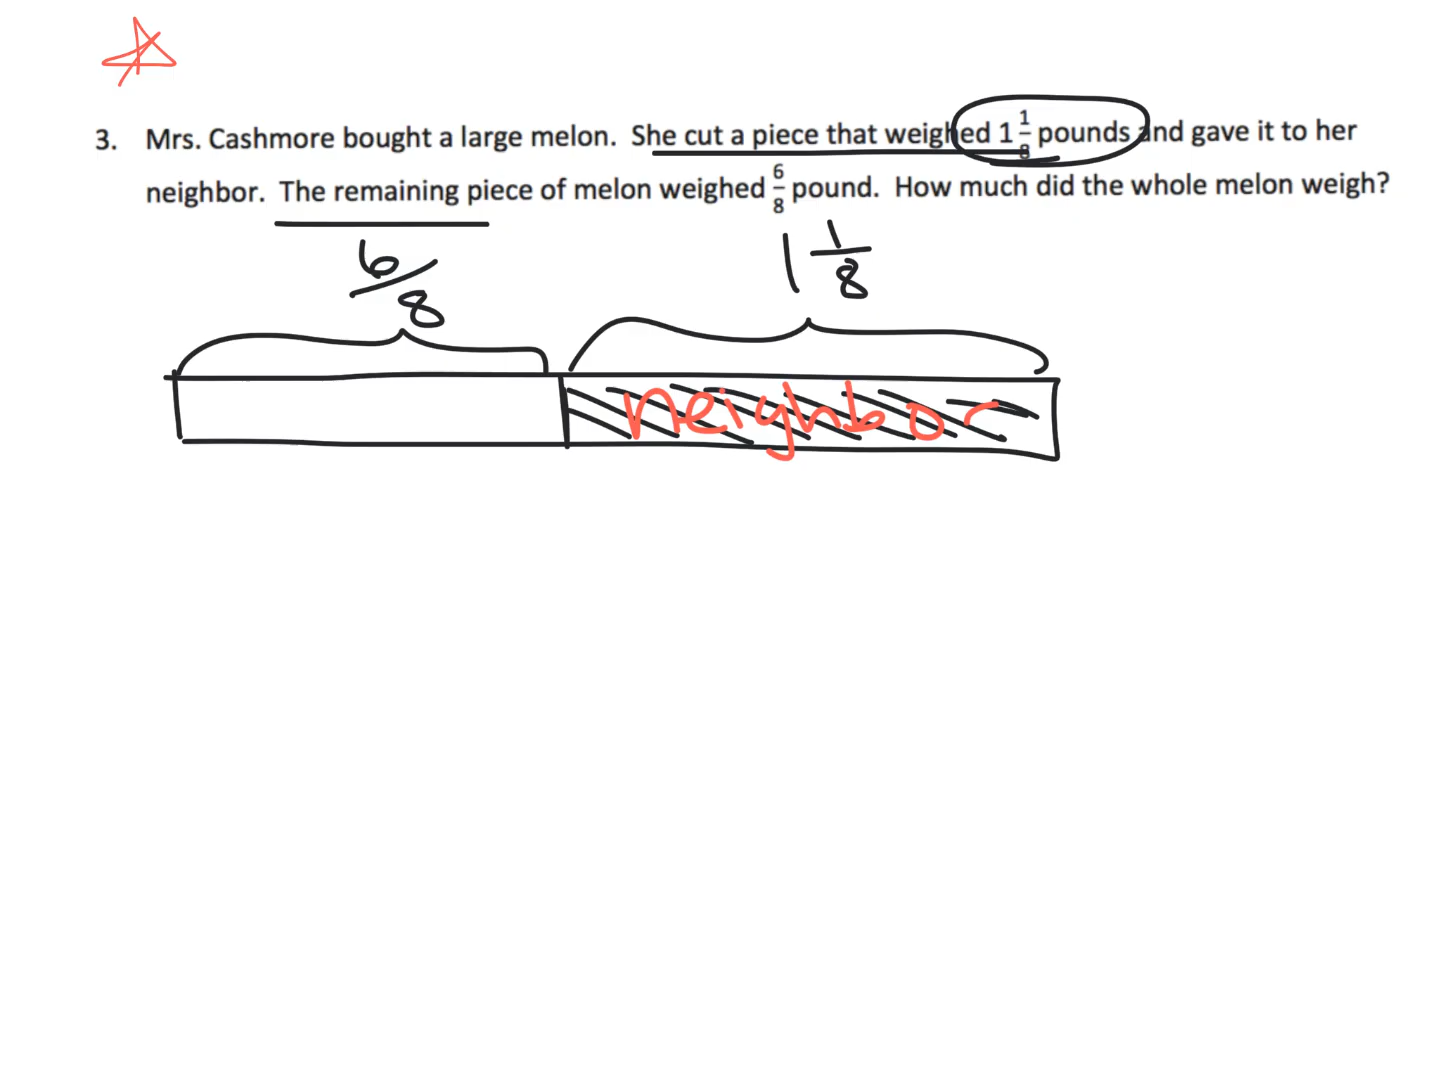 3. Mrs. Cashmore bought a large melon. She cut a piece that weighed 1 1/8 pounds and gave it to her
neighbor. The remaining piece of melon weighed 6/8 pound. How much did the whole melon weigh?
6/8 1 1/8
neighbor